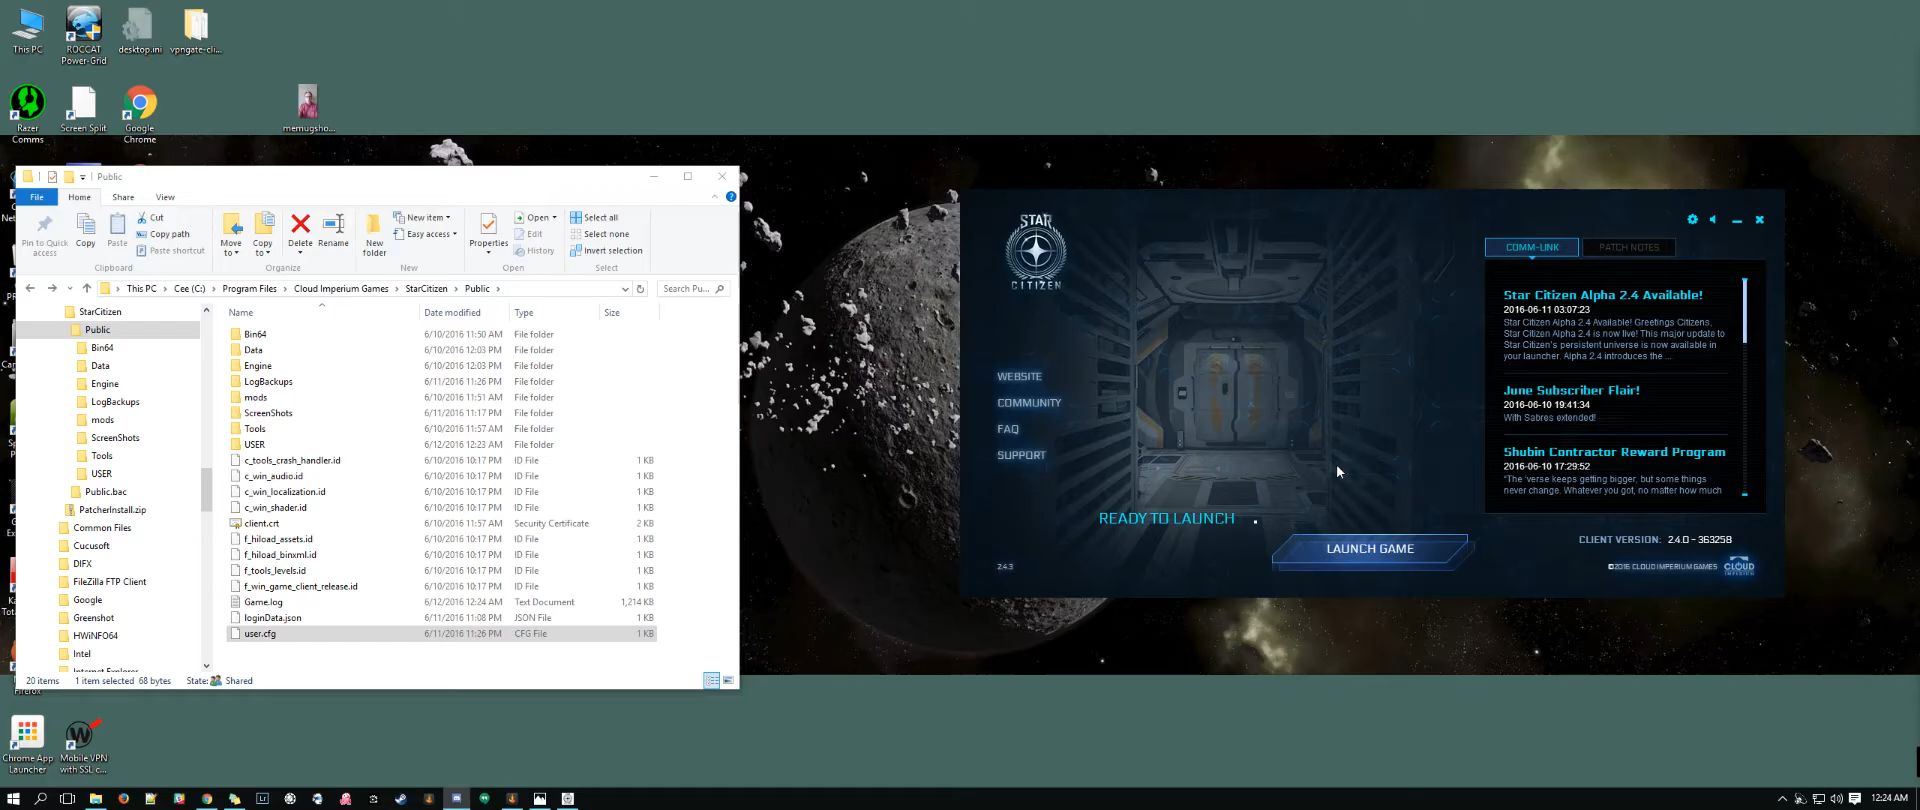 This PC
ROCCAT
Power-Grid
desktop.ini
vpngate-cli...
Razer
Comms
Screen Split
Google
Chrome
memugsho...
Public
File
Home
Share
View
Pin to Quick
access
Copy
Paste
Cut
Copy path
Paste shortcut
Clipboard
Move
to
Copy
to
Delete
Rename
Organize
New
folder
New item
Easy access
New
Properties
Open
Edit
History
Open
Select all
Select none
Invert selection
Select
This PC
Cee (C:)
Program Files
Cloud Imperium Games
StarCitizen
Public
Search Pu...
StarCitizen
Public
Bin64
Data
Engine
LogBackups
mods
ScreenShots
Tools
USER
Public.bac
PatcherInstall.zip
Common Files
Cucusoft
DIFX
FileZilla FTP Client
Google
Greenshot
HWiNFO64
Intel
Internet Explorer
Name Date modified Type Size
Bin64 6/10/2016 11:50 AM File folder
Data 6/10/2016 12:03 PM File folder
Engine 6/10/2016 12:03 PM File folder
LogBackups 6/11/2016 11:26 PM File folder
mods 6/10/2016 11:51 AM File folder
ScreenShots 6/11/2016 11:17 PM File folder
Tools 6/10/2016 11:57 AM File folder
USER 6/12/2016 12:23 AM File folder
c_tools_crash_handler.id 6/10/2016 10:17 PM ID File 1 KB
c_win_audio.id 6/10/2016 10:17 PM ID File 1 KB
c_win_localization.id 6/10/2016 10:17 PM ID File 1 KB
c_win_shader.id 6/10/2016 10:17 PM ID File 1 KB
client.crt 6/10/2016 11:57 AM Security Certificate 2 KB
f_hiload_assets.id 6/10/2016 10:17 PM ID File 1 KB
f_hiload_binxml.id 6/10/2016 10:17 PM ID File 1 KB
f_tools_levels.id 6/10/2016 10:17 PM ID File 1 KB
f_win_game_client_release.id 6/10/2016 10:17 PM ID File 1 KB
Game.log 6/12/2016 12:24 AM Text Document 1,214 KB
loginData.json 6/11/2016 11:08 PM JSON File 1 KB
user.cfg 6/11/2016 11:26 PM CFG File 1 KB
20 items 1 item selected 68 bytes State: Shared
Firefox
Chrome App
Launcher
Mobile VPN
with SSL c...
STAR
CITIZEN
WEBSITE
COMMUNITY
FAQ
SUPPORT
READY TO LAUNCH
LAUNCH GAME
2.4.3
COMM-LINK
PATCH NOTES
Star Citizen Alpha 2.4 Available!
2016-06-11 03:07:23
Star Citizen Alpha 2.4 Available! Greetings Citizens,
Star Citizen Alpha 2.4 is now live! This major update to
Star Citizen's persistent universe is now available in
your launcher. Alpha 2.4 introduces the ...
June Subscriber Flair!
2016-06-10 19:41:34
With Sabres extended!
Shubin Contractor Reward Program
2016-06-10 17:29:52
"The 'verse keeps getting bigger, but some things
never change. Whatever you got, no matter how much
CLIENT VERSION: 2.4.0 - 363258
©2016 CLOUD IMPERIUM GAMES
CLOUD
IMPERIUM
12:24 AM